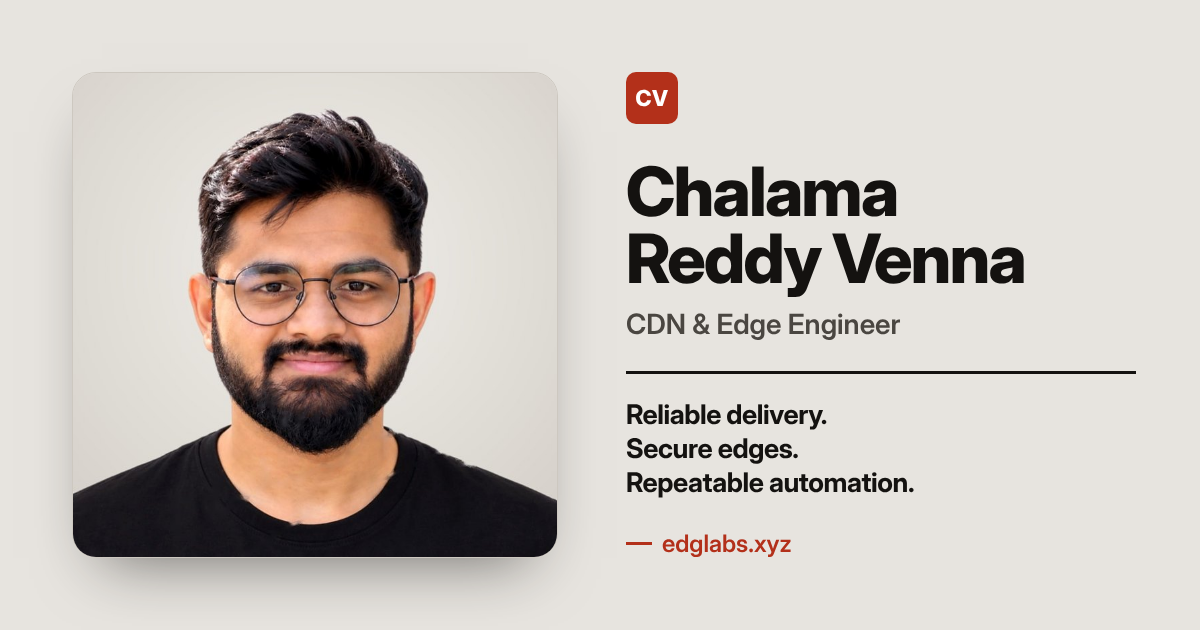 CV
Chalama
Reddy Venna
CDN & Edge Engineer
Reliable delivery.
Secure edges.
Repeatable automation.
— edglabs.xyz